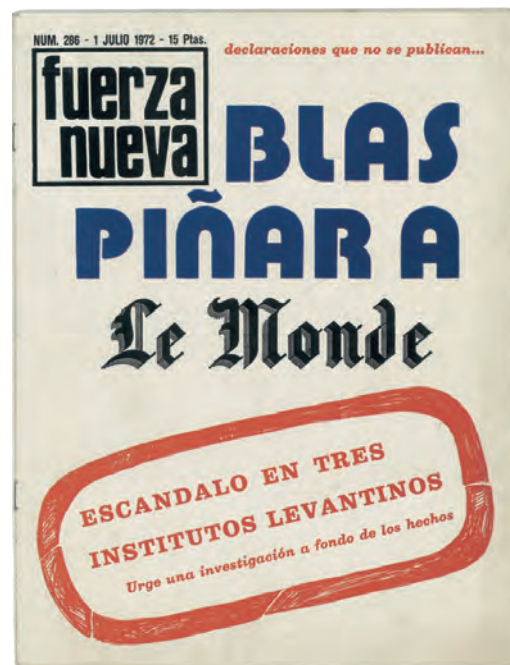 NUM. 286 - 1 JULIO 1972 - 15 Ptas.
declaraciones que no se publican...
fuerza
nueva
BLAS
PIÑAR A
Le Monde
ESCANDALO EN TRES
INSTITUTOS LEVANTINOS
Urge una investigación a fondo de los hechos